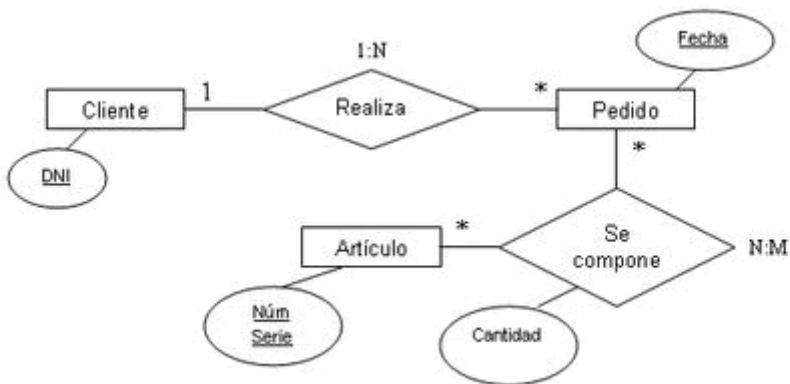 Fecha
1:N
Cliente
1
Realiza
*
Pedido
*
DNI
Artículo
*
Se
compone
N:M
Núm
Serie
Cantidad